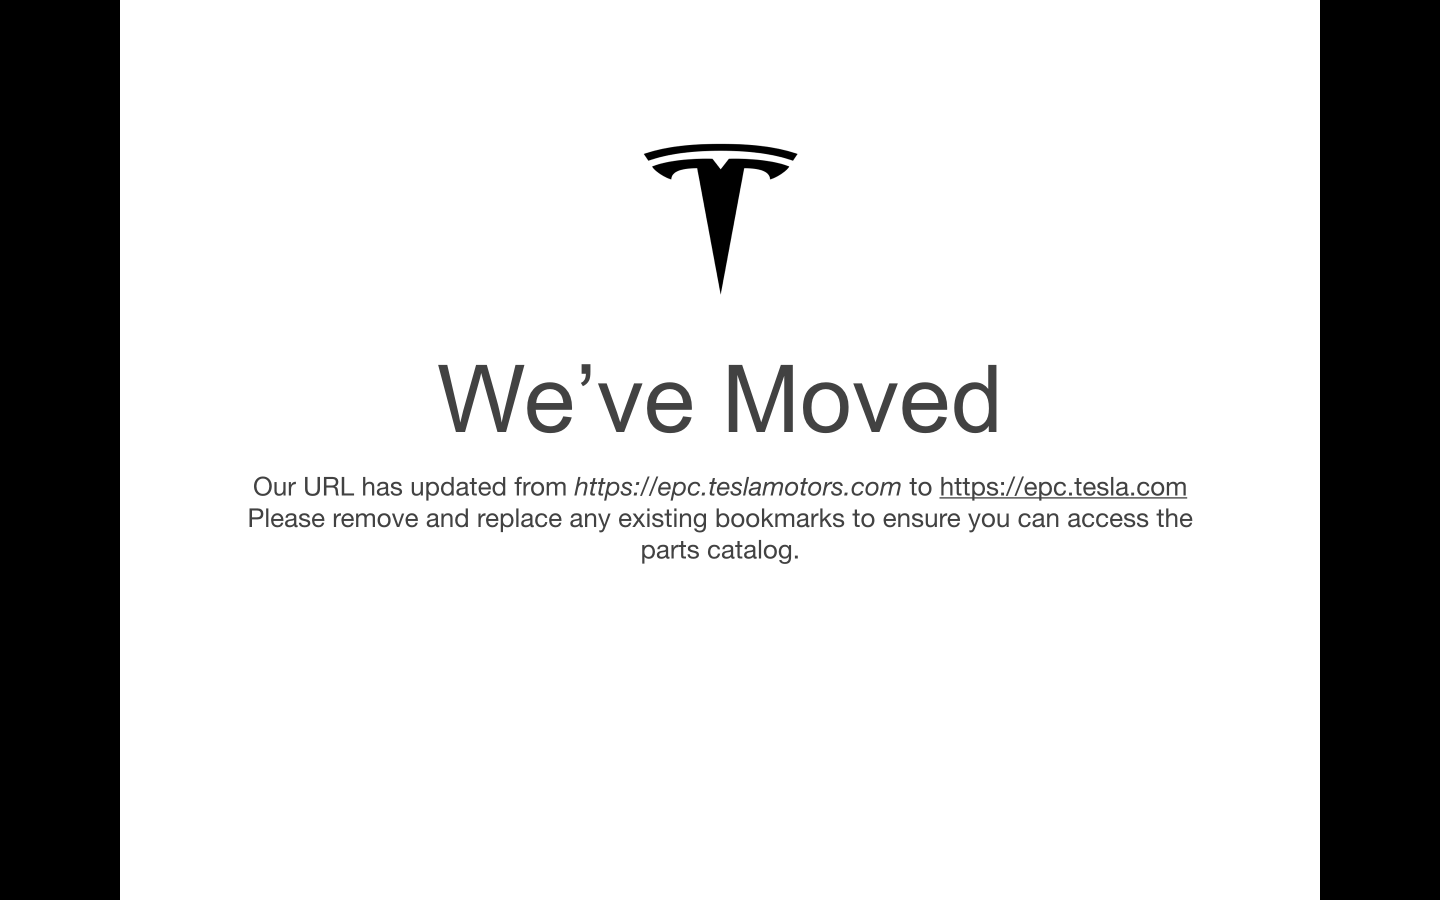 We’ve Moved
Our URL has updated from https://epc.teslamotors.com to https://epc.tesla.com
Please remove and replace any existing bookmarks to ensure you can access the
parts catalog.